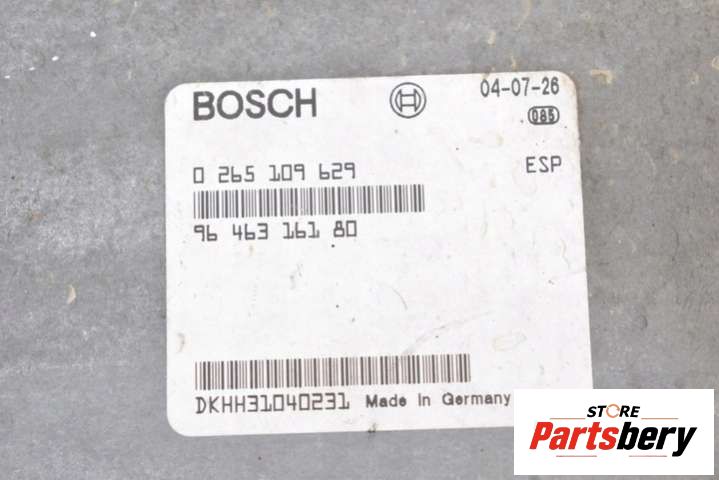 BOSCH
04-07-26
085
0 265 109 629
ESP
96 463 161 80
DKHH31040231 Made in Germany
STORE
Partsbery